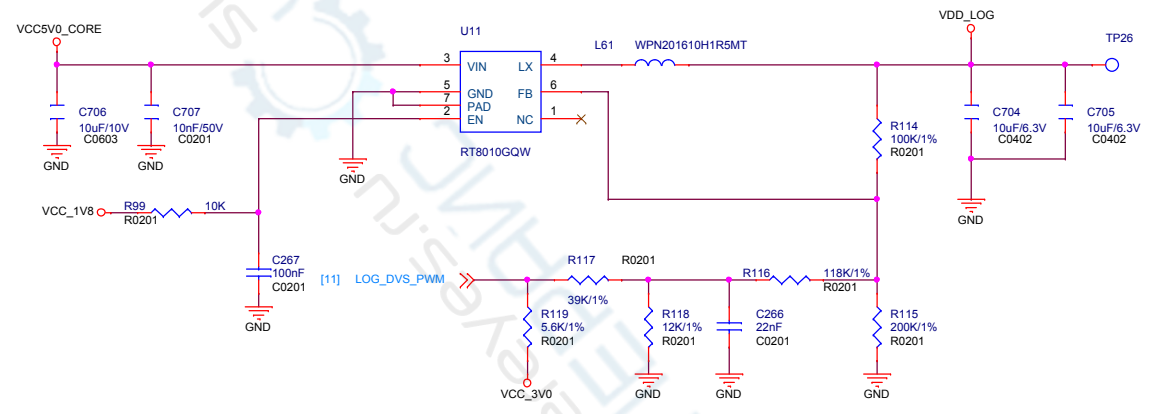 VCC5V0_CORE
VDD_LOG
U11
TP26
L61 WPN201610H1R5MT
3 VIN LX 4
5 GND FB 6
7 PAD
2 EN NC 1
RT8010GQW
C706
10uF/10V
C0603
C707
10nF/50V
C0201
GND
GND
GND
R114
100K/1%
R0201
C704
10uF/6.3V
C0402
C705
10uF/6.3V
C0402
GND
VCC_1V8
R99 10K
R0201
C267
100nF
C0201
GND
[11] LOG_DVS_PWM
R117 R0201
39K/1%
R116 118K/1%
R0201
R119
5.6K/1%
R0201
R118
12K/1%
R0201
C266
22nF
C0201
R115
200K/1%
R0201
VCC_3V0
GND
GND
GND